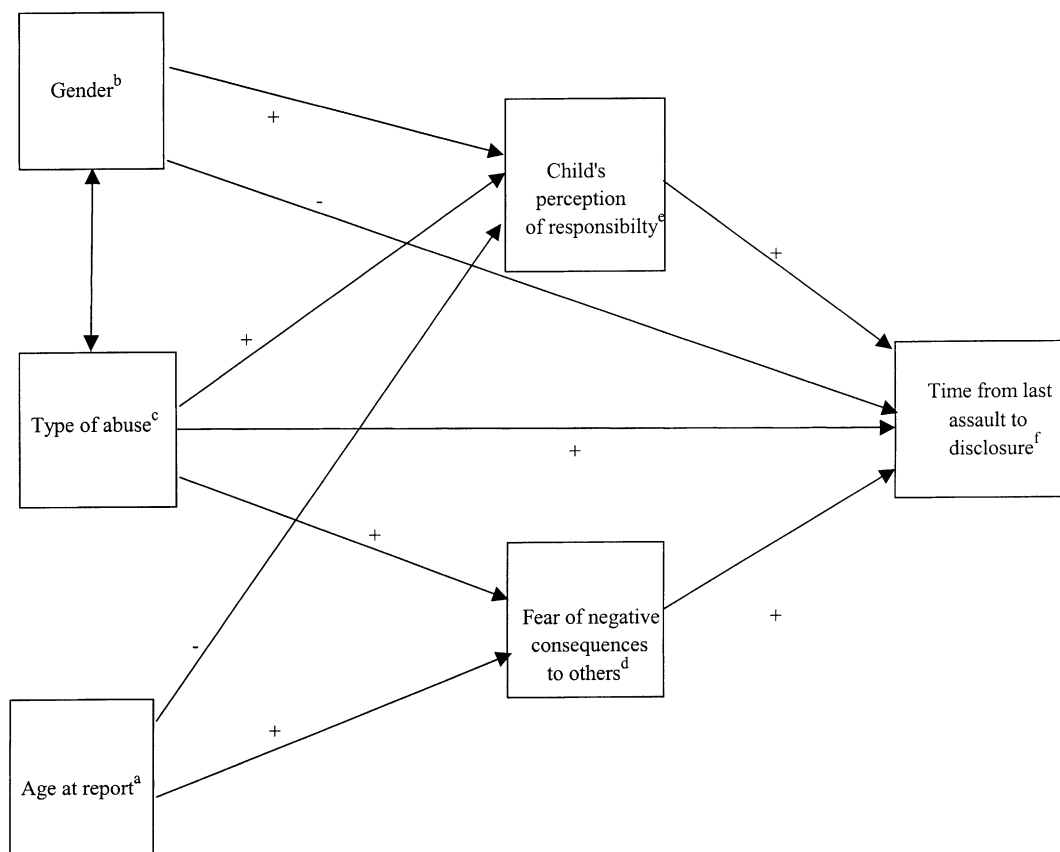 Gender^b
+
Child's
perception
of responsibilty^e
-
+
+
Type of abuse^c
Time from last
assault to
disclosure^f
+
+
Fear of negative
consequences
to others^d
+
-
+
Age at report^a